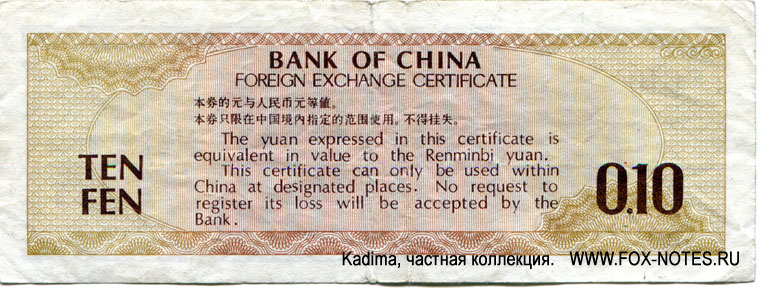 BANK OF CHINA
FOREIGN EXCHANGE CERTIFICATE
本券的元与人民币元等值。
本券只限在中国境内指定的范围使用。不得挂失。
The yuan expressed in this certificate is
equivalent in value to the Renminbi yuan.
This certificate can only be used within
China at designated places. No request to
register its loss will be accepted by the
Bank.
TEN
FEN
0.10
Kadima, частная коллекция. WWW.FOX-NOTES.RU